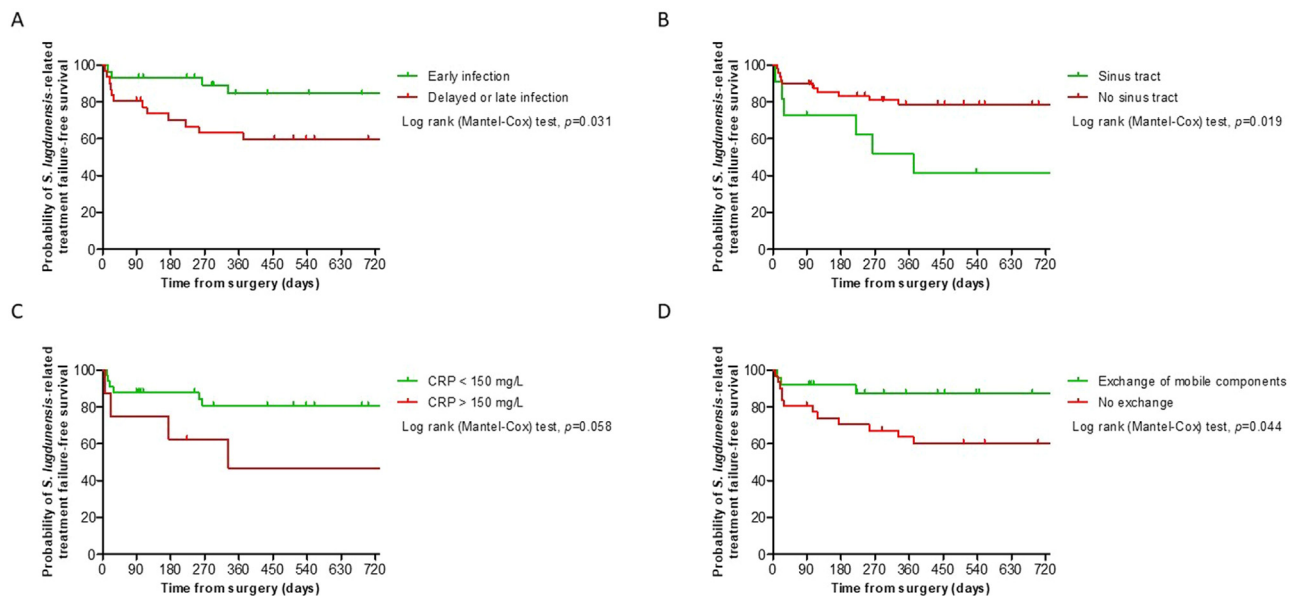 A
Probability of S. lugdunensis-related
treatment failure-free survival
100
80
60
40
20
0
0 90 180 270 360 450 540 630 720
Time from surgery (days)
Early infection
Delayed or late infection
Log rank (Mantel-Cox) test, p=0.031
B
Probability of S. lugdunensis-related
treatment failure-free survival
100
80
60
40
20
0
0 90 180 270 360 450 540 630 720
Time from surgery (days)
Sinus tract
No sinus tract
Log rank (Mantel-Cox) test, p=0.019
C
Probability of S. lugdunensis-related
treatment failure-free survival
100
80
60
40
20
0
0 90 180 270 360 450 540 630 720
Time from surgery (days)
CRP < 150 mg/L
CRP > 150 mg/L
Log rank (Mantel-Cox) test, p=0.058
D
Probability of S. lugdunensis-related
treatment failure-free survival
100
80
60
40
20
0
0 90 180 270 360 450 540 630 720
Time from surgery (days)
Exchange of mobile components
No exchange
Log rank (Mantel-Cox) test, p=0.044